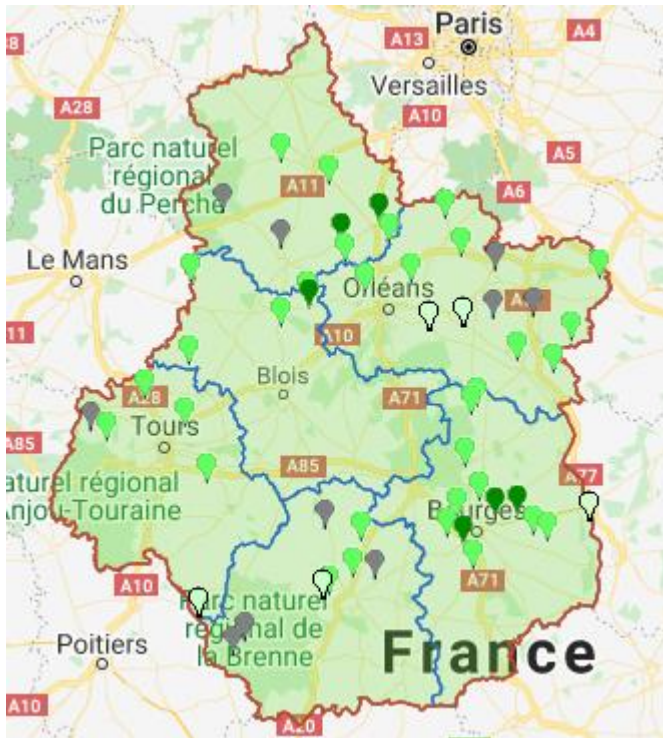 Paris
A13
A4
Versailles
A28
A10
Parc naturel
régional
du Perche
A11
A5
A6
Le Mans
Orléans
A10
Blois
A71
A28
Tours
A85
A85
A77
naturel régional
Anjou-Touraine
Bourges
A10
A71
Parc naturel
régional de
la Brenne
Poitiers
France
A10
A20